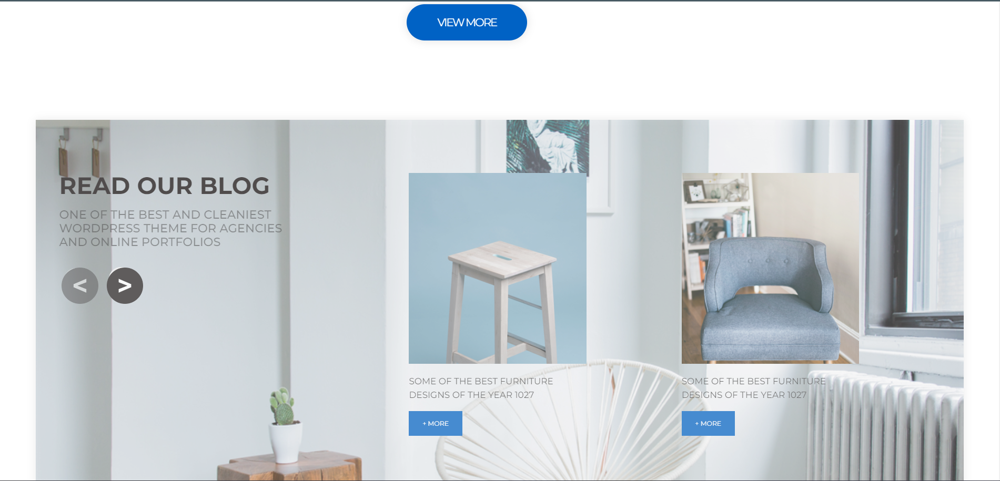 VIEW MORE
READ OUR BLOG
ONE OF THE BEST AND CLEANIEST
WORDPRESS THEME FOR AGENCIES
AND ONLINE PORTFOLIOS
< >
SOME OF THE BEST FURNITURE
DESIGNS OF THE YEAR 1027
+ MORE
SOME OF THE BEST FURNITURE
DESIGNS OF THE YEAR 1027
+ MORE